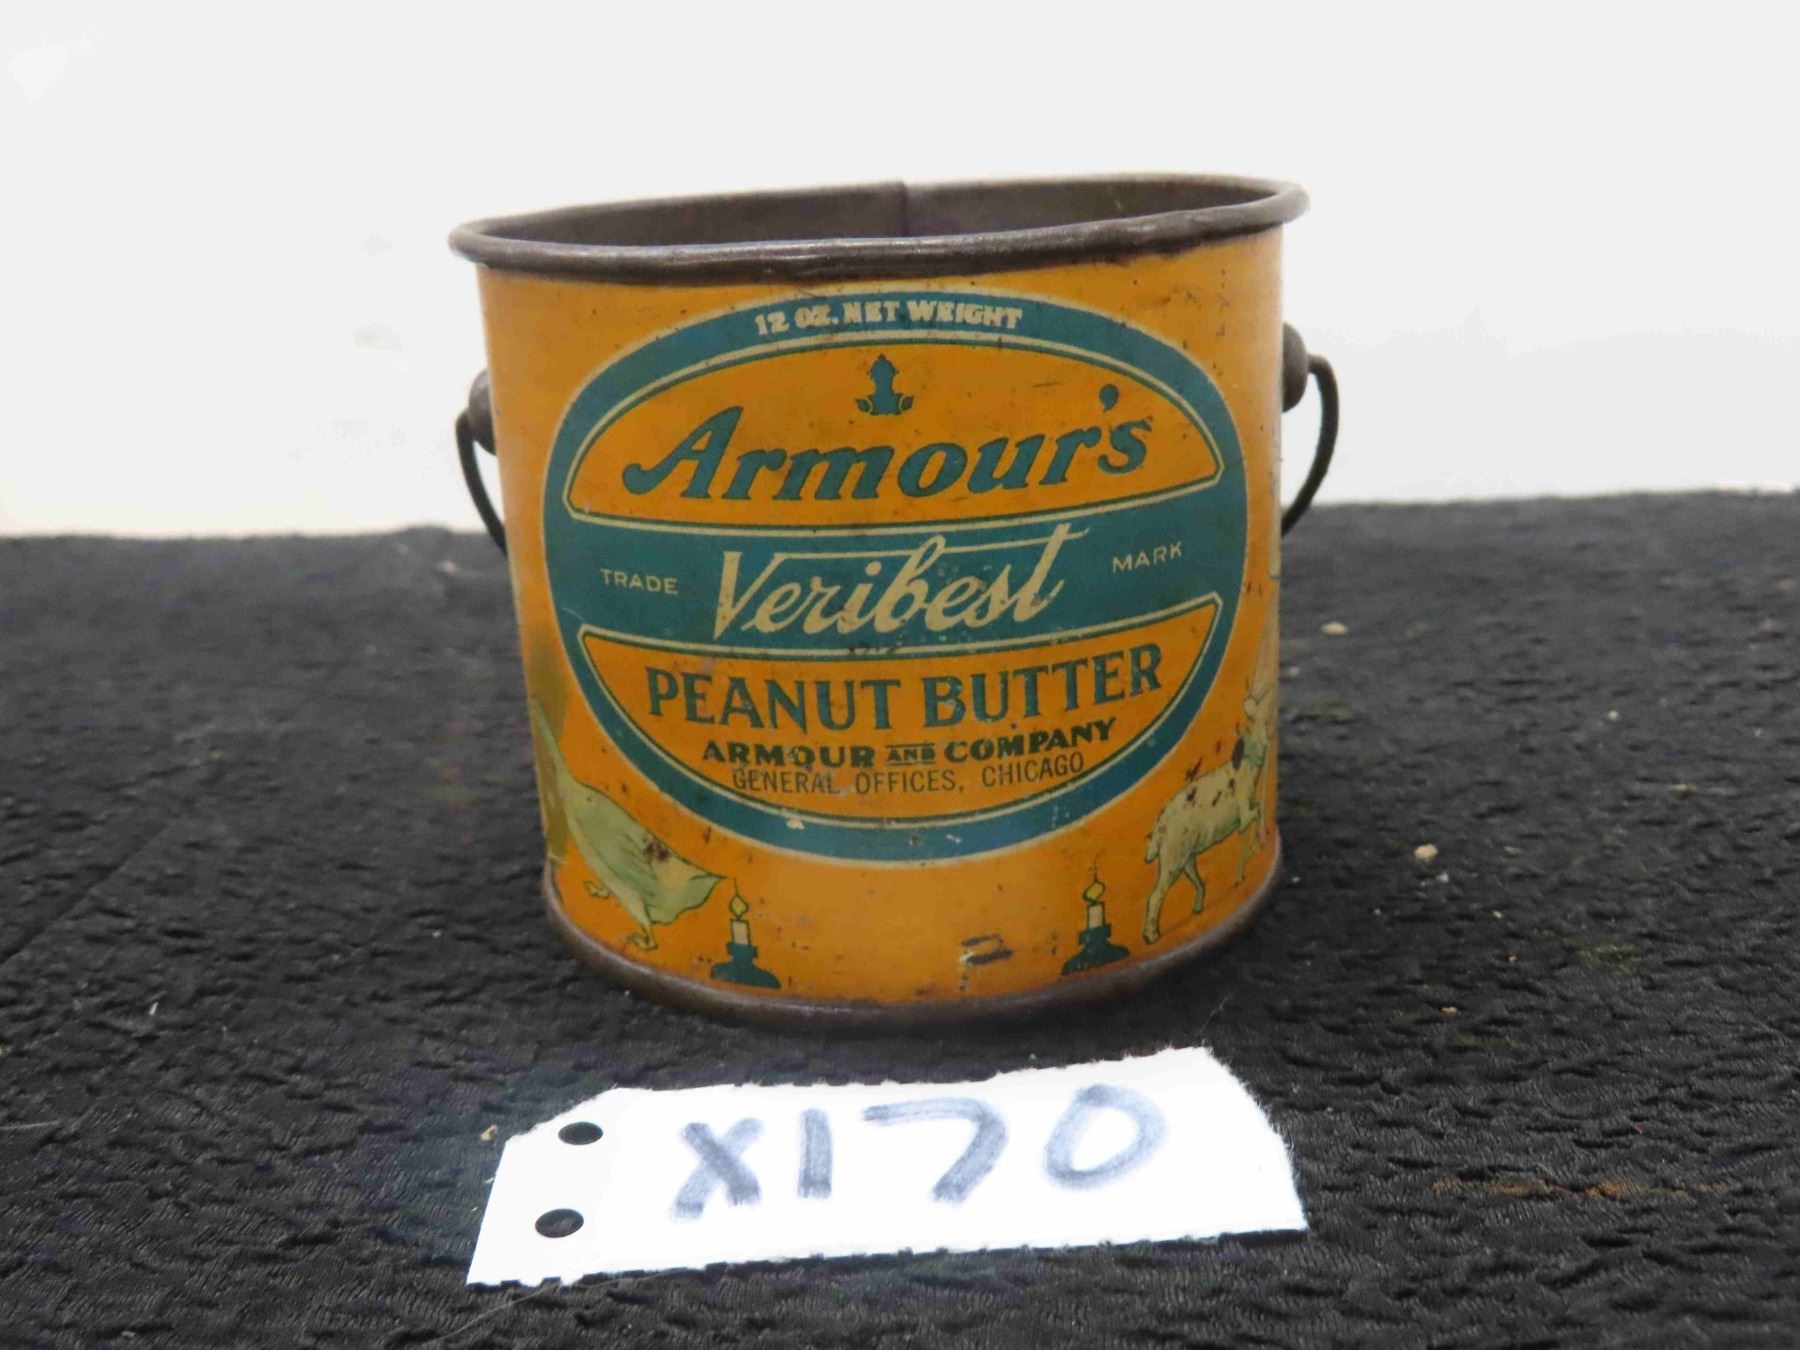 12 OZ. NET WEIGHT
Armour's
TRADE Veribest MARK
PEANUT BUTTER
ARMOUR AND COMPANY
GENERAL OFFICES, CHICAGO
X170